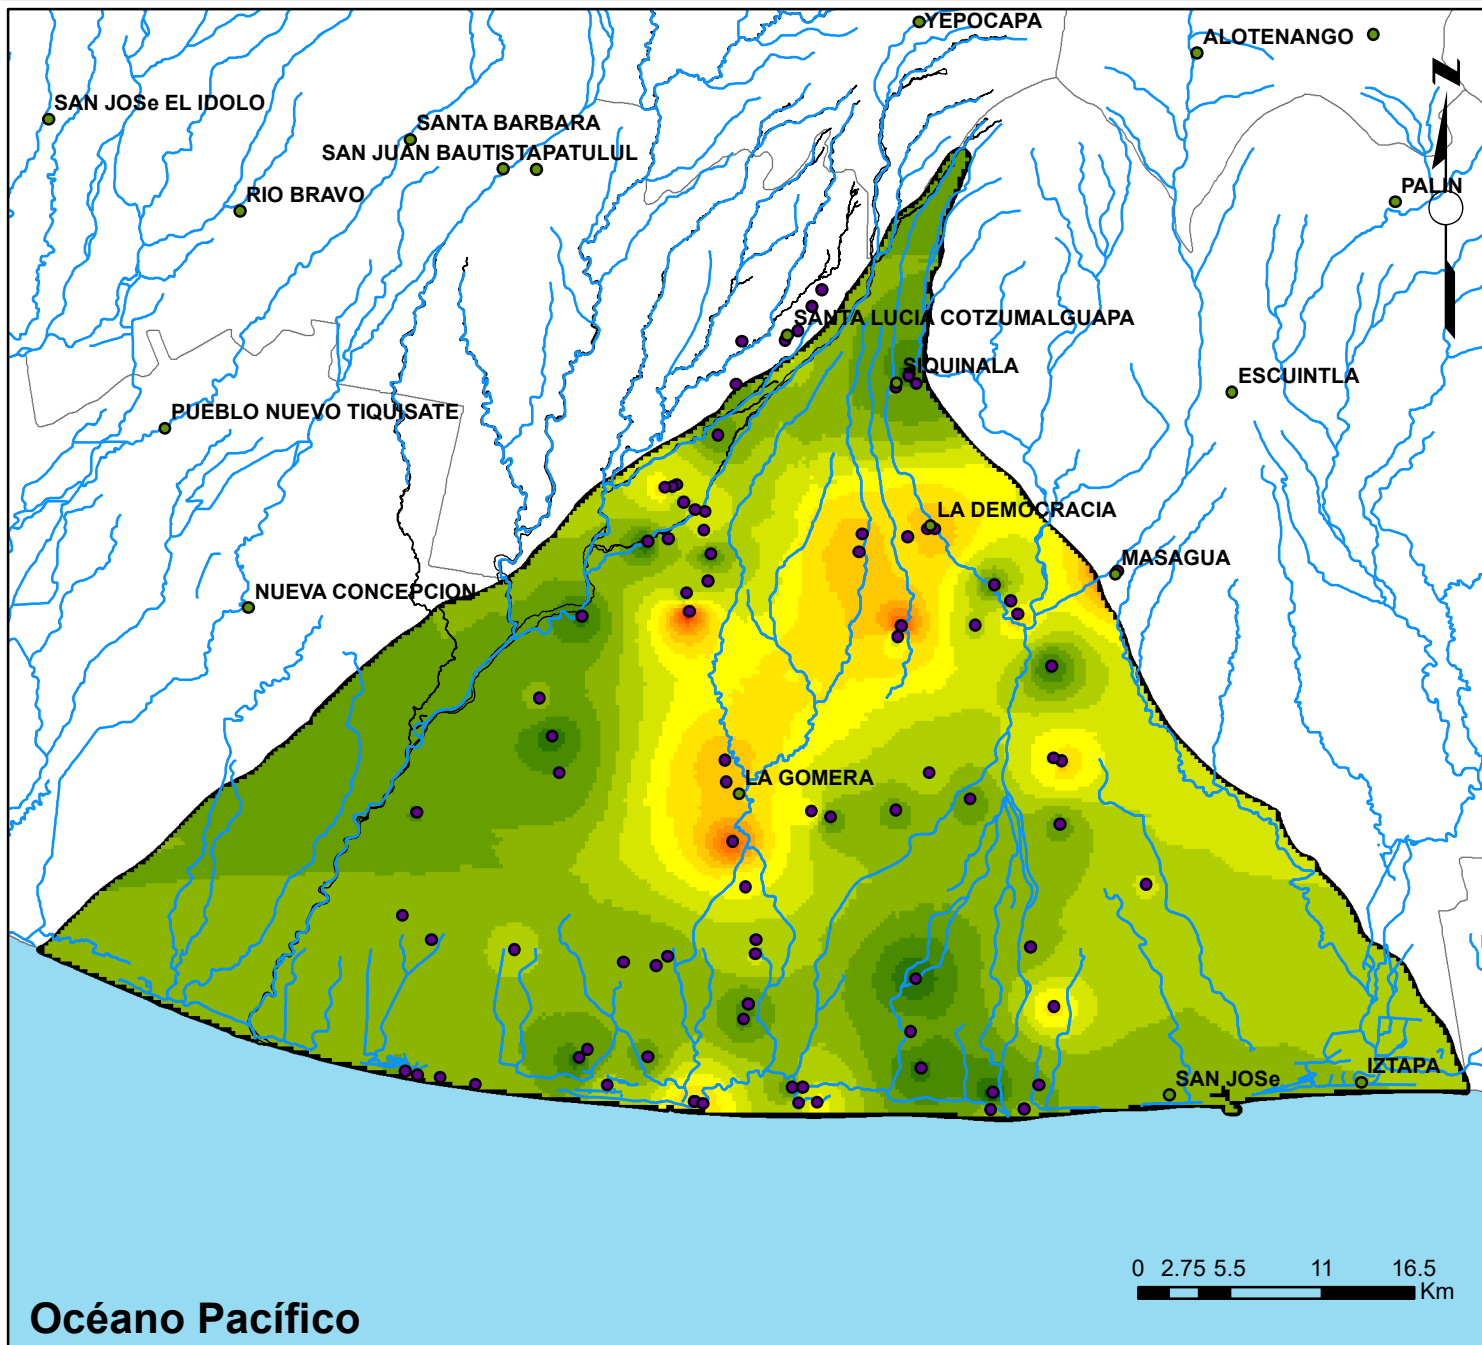 YEPOCAPA
ALOTENANGO
N
SAN JOSe EL IDOLO
SANTA BARBARA
SAN JUAN BAUTISTAPATULUL
RIO BRAVO
PALIN
SANTA LUCIA COTZUMALGUAPA
SIQUINALA
ESCUINTLA
PUEBLO NUEVO TIQUISATE
LA DEMOCRACIA
MASAGUA
NUEVA CONCEPCION
LA GOMERA
IZTAPA
SAN JOSe
0 2.75 5.5 11 16.5
Km
Océano Pacífico